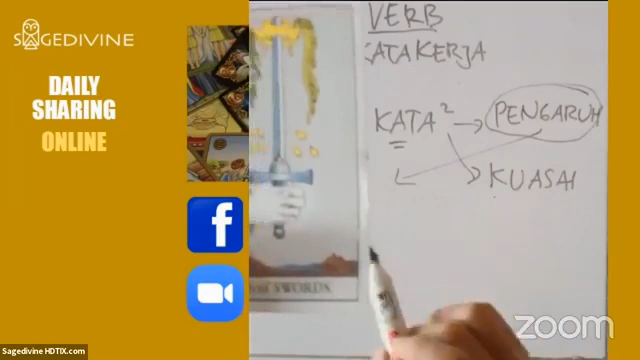 SAGEDIVINE
DAILY
SHARING
ONLINE
VERB
KATA KERJA
KATA² → PENGARUH
KUASAI
SWORDS
zoom
Sagedivine HDTIX.com